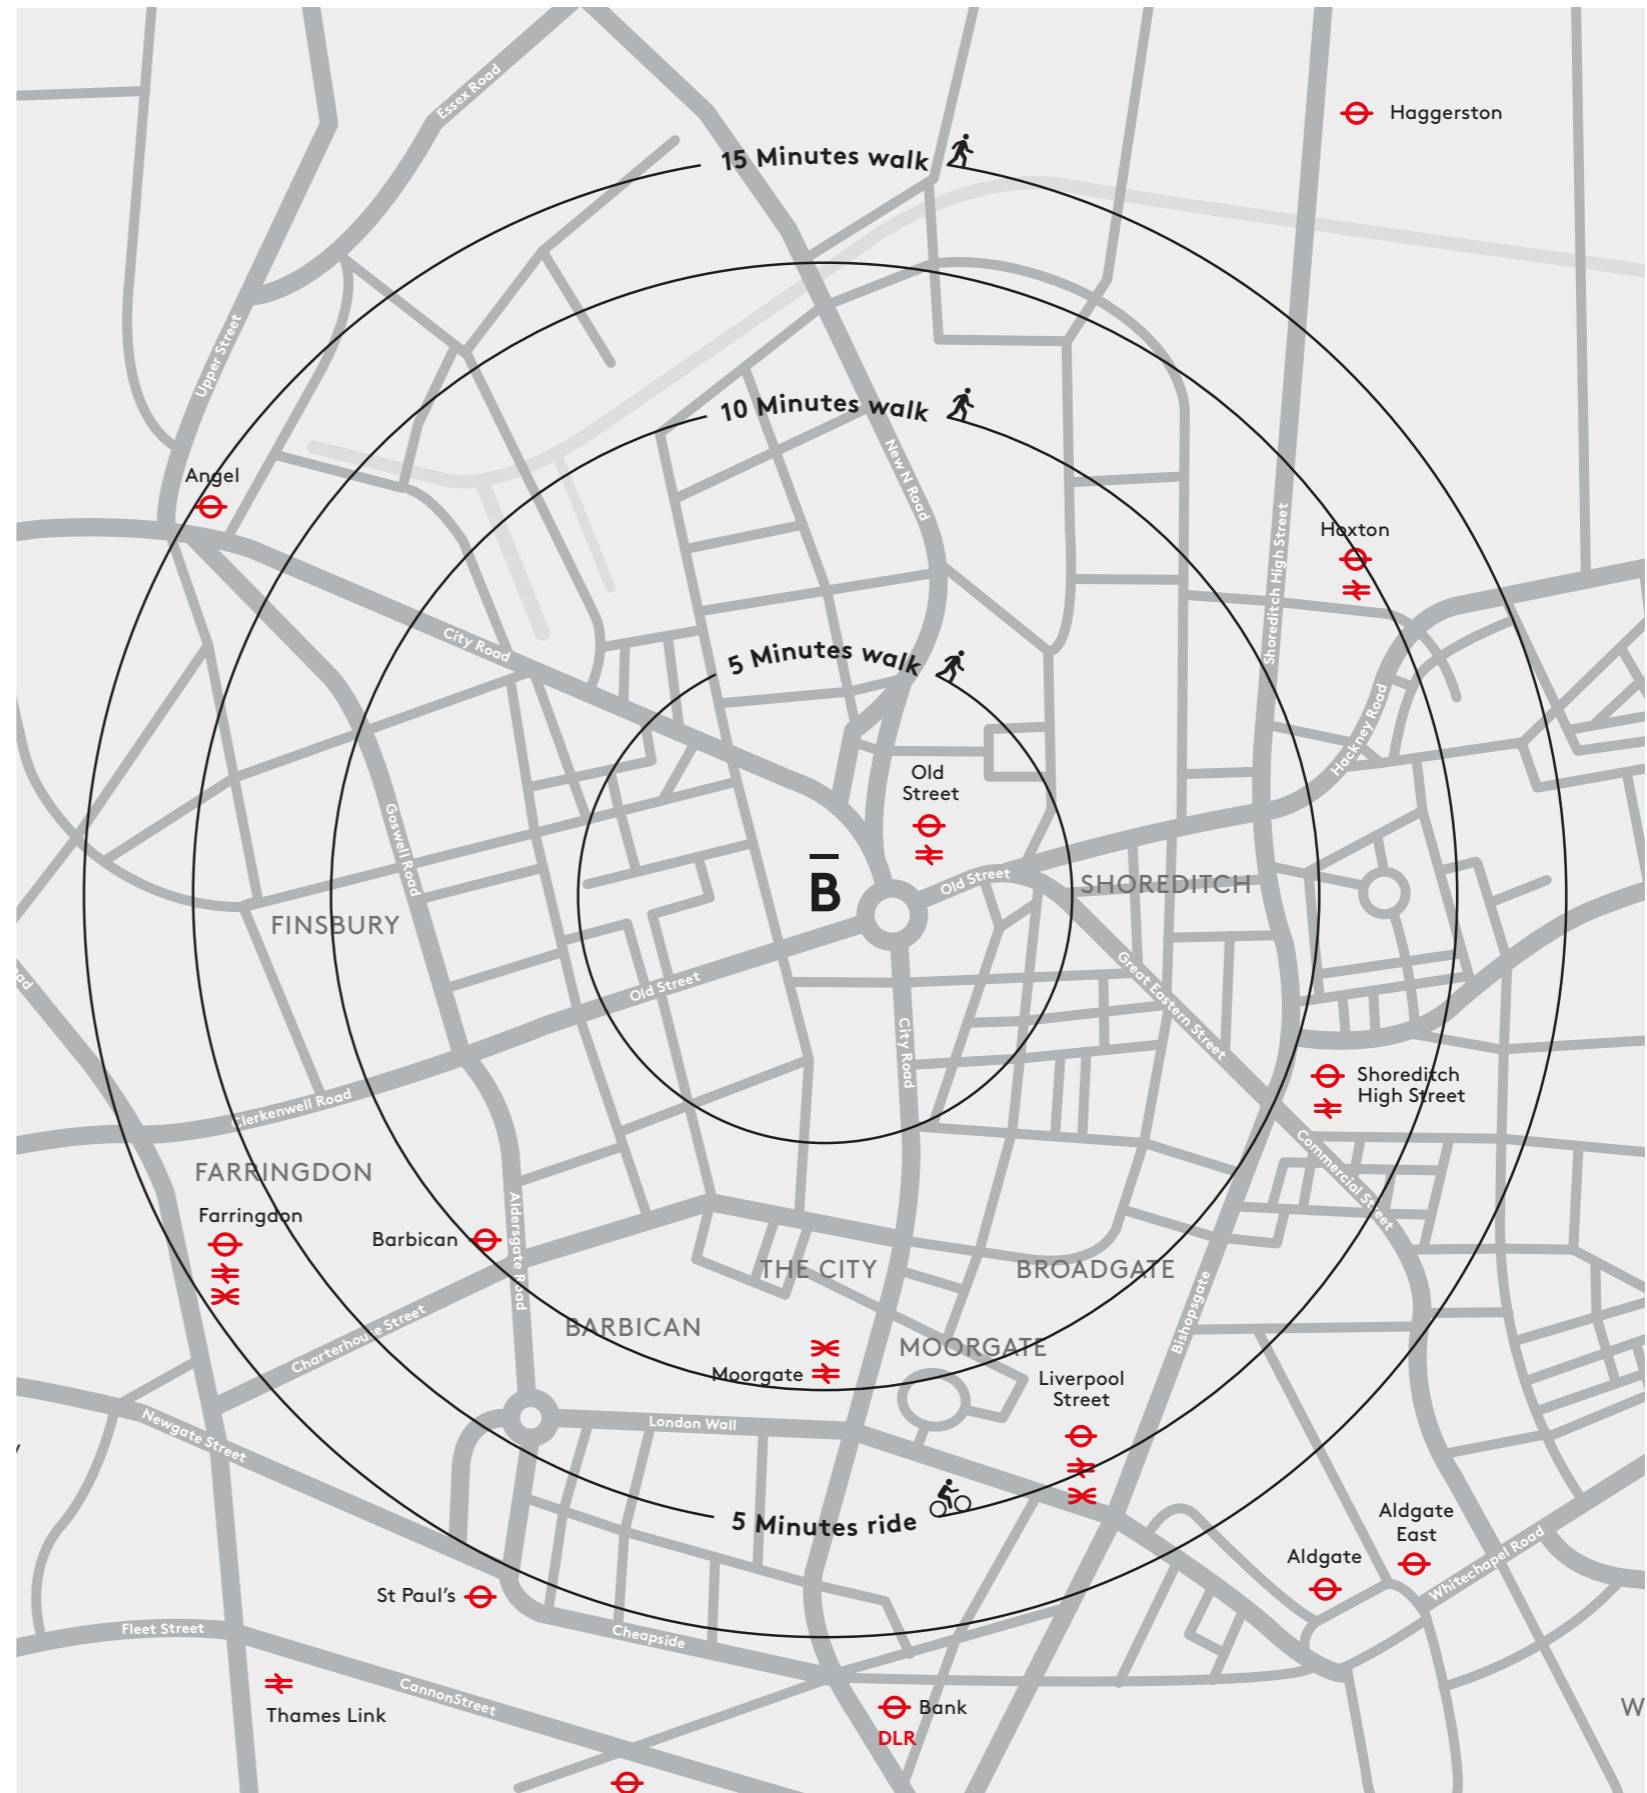 Essex Road
Haggerston
15 Minutes walk
Upper Street
10 Minutes walk
New N Road
Angel
Shoreditch High Street
Hoxton
City Road
5 Minutes walk
Hackney Road
Old
Street
Goswell Road
B
Old Street
SHOREDITCH
FINSBURY
Old Street
Great Eastern Street
ad
City Road
Shoreditch
High Street
Clerkenwell Road
Commercial Street
FARRINGDON
Farringdon
Barbican
Aldersgate Road
THE CITY
BROADGATE
Bishopsgate
Charterhouse Street
BARBICAN
MOORGATE
Moorgate
Liverpool
Street
Newgate Street
London Wall
5 Minutes ride
Aldgate
East
Aldgate
Whitechapel Road
St Paul's
Fleet Street
Cheapside
CannonStreet
Thames Link
Bank
DLR
W